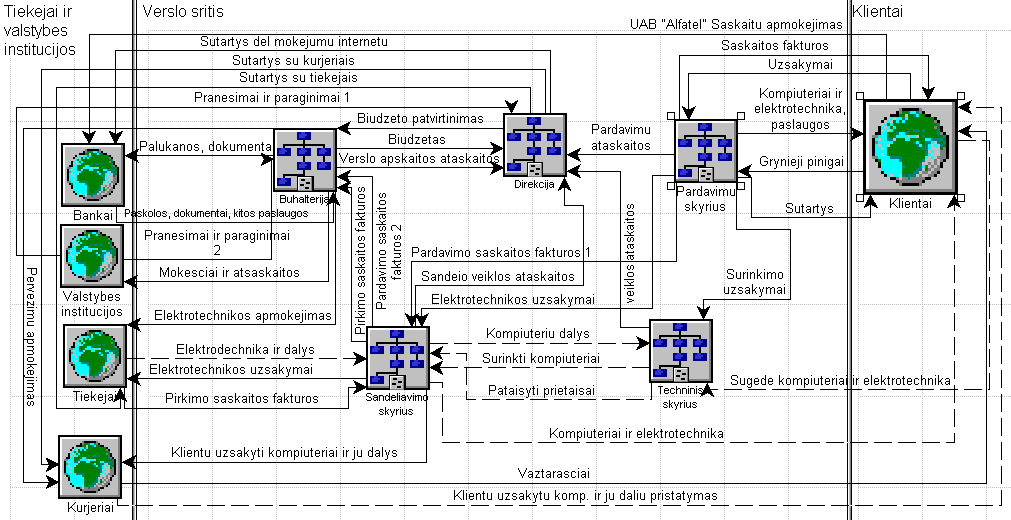 Tiekejai ir
valstybes
institucijos
Verslo sritis
Klientai
UAB "Alfatel" Saskaitu apmokejimas
Sutartys del mokejumu internetu
Saskaitos fakturos
Sutartys su kurjeriais
Uzsakymai
Sutartys su tiekejais
Pranesimai ir paraginimai 1
Kompiuteriai ir
elektrotechnika,
paslaugos
Biudzeto patvirtinimas
Pardavimu
ataskaitos
Palukanos, dokumenta
Biudzetas
Verslo apskaitos ataskaitos
Grynieji pinigai
Bankai
Buhalterija
Direkcija
Pardavimu
skyrius
Klientai
Paskolos, dokumentai, kitos paslaugos
Sutartys
Pranesimai ir paraginimai
2
Pirkimo saskaitos fakturos
Pardavimo saskaitos
fakturos 2
Pardavimo saskaitos fakturos 1
veiklos ataskaitos
Mokesciai ir atsaskaitos
Sandeio veiklos ataskaitos
Surinkimo
uzsakymai
Valstybes
institucijos
Elektrotechnikos uzsakymai
Pervezimu apmokejimas
Elektrotechnikos apmokejimas
Kompiuteriu dalys
Elektrodechnika ir dalys
Surinkti kompiuteriai
Elektrotechnikos uzsakymai
Sugede kompiuteriai ir elektrotechnika
Tiekejai
Pirkimo saskaitos fakturos
Sandeliavimo
skyrius
Pataisyti prietaisai
Techninis
skyrius
Kompiuteriai ir elektrotechnika
Klientu uzsakyti kompiuteriai ir ju dalys
Vaztarasciai
Kurjeriai
Klientu uzsakytu komp. ir ju daliu pristatymas